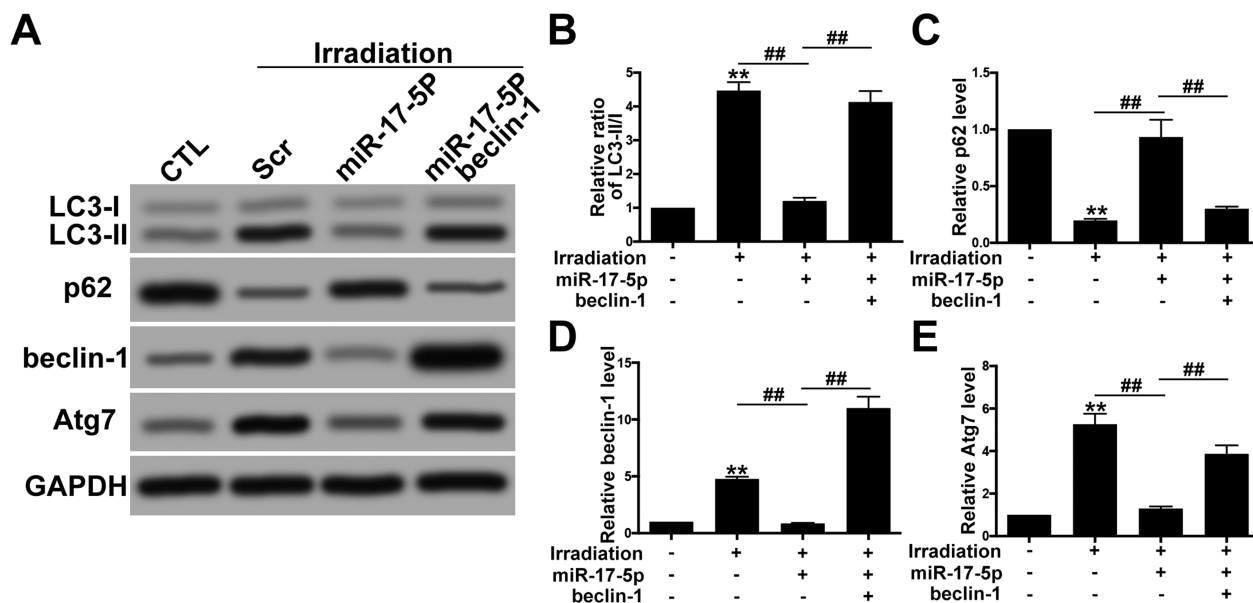 A
Irradiation
CTL
Scr
miR-17-5P
miR-17-5P
beclin-1
LC3-I
LC3-II
p62
beclin-1
Atg7
GAPDH
B
Relative ratio
of LC3-II/I
5
4
3
2
1
0
**
##
##
Irradiation - + + +
miR-17-5p - - + +
beclin-1 - - - +
C
Relative p62 level
1.5
1.0
0.5
0.0
**
##
##
Irradiation - + + +
miR-17-5p - - + +
beclin-1 - - - +
D
Relative beclin-1 level
15
10
5
0
**
##
##
Irradiation - + + +
miR-17-5p - - + +
beclin-1 - - - +
E
Relative Atg7 level
8
6
4
2
0
**
##
##
Irradiation - + + +
miR-17-5p - - + +
beclin-1 - - - +